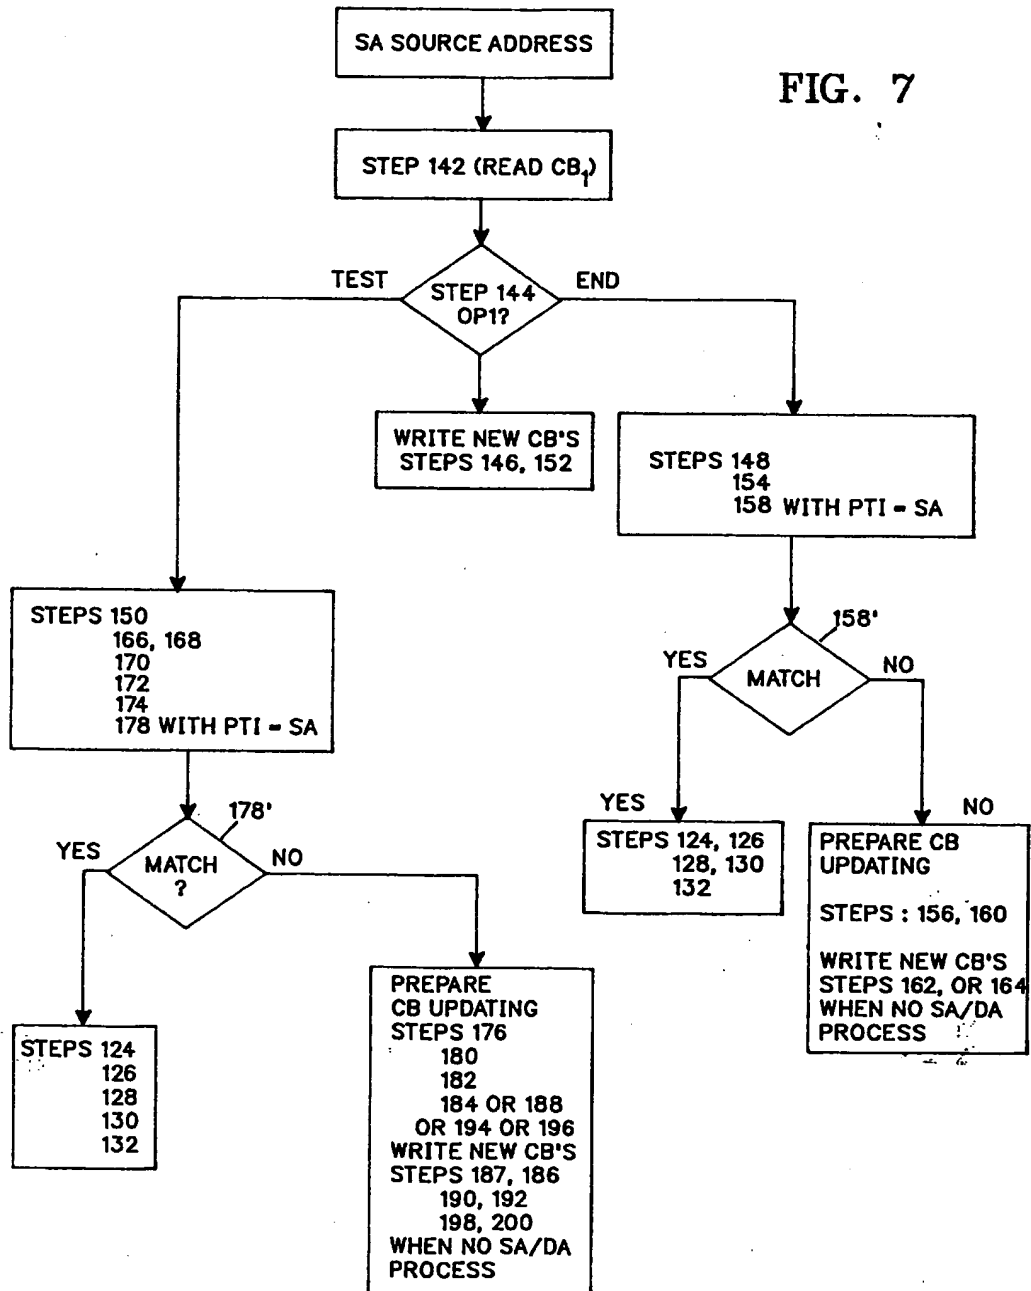 SA SOURCE ADDRESS
FIG. 7
STEP 142 (READ CB1)
TEST
STEP 144
OP1?
END
WRITE NEW CB'S
STEPS 146, 152
STEPS 148
154
158 WITH PTI - SA
STEPS 150
166, 168
170
172
174
178 WITH PTI - SA
158'
YES
MATCH
NO
178'
YES
MATCH
?
NO
YES
STEPS 124, 126
128, 130
132
NO
PREPARE CB
UPDATING
STEPS : 156, 160
WRITE NEW CB'S
STEPS 162, OR 164
WHEN NO SA/DA
PROCESS
STEPS 124
126
128
130
132
PREPARE
CB UPDATING
STEPS 176
180
182
184 OR 188
OR 194 OR 196
WRITE NEW CB'S
STEPS 187, 186
190, 192
198, 200
WHEN NO SA/DA
PROCESS